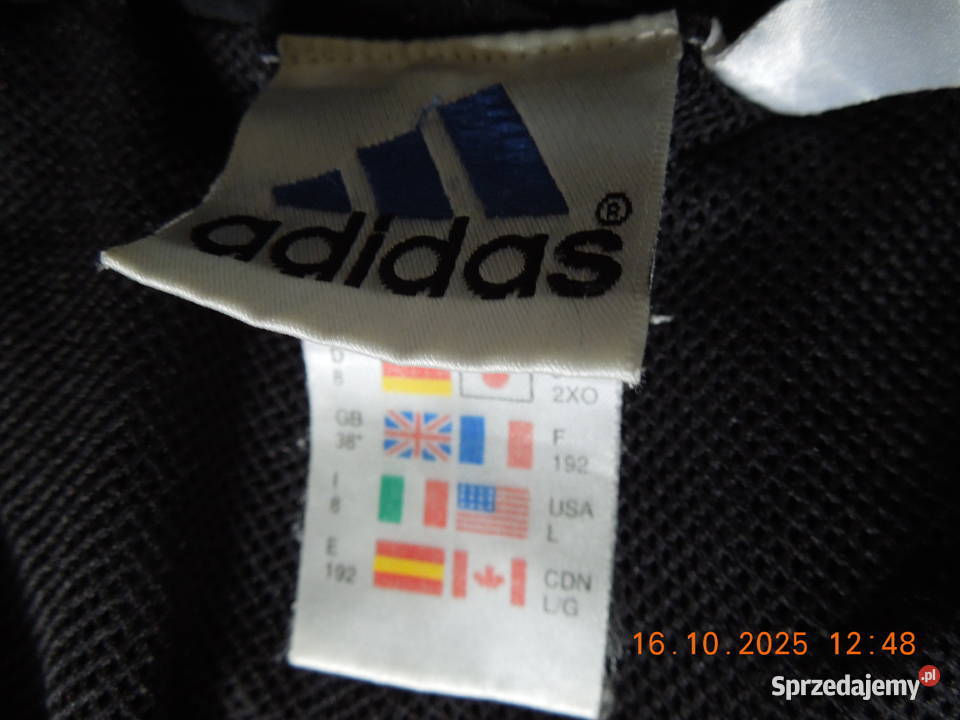 adidas®
D
8
2XO
GB
38"
F
192
I
8
USA
L
E
192
CDN
L/G
16.10.2025 12:48
Sprzedajemy.pl